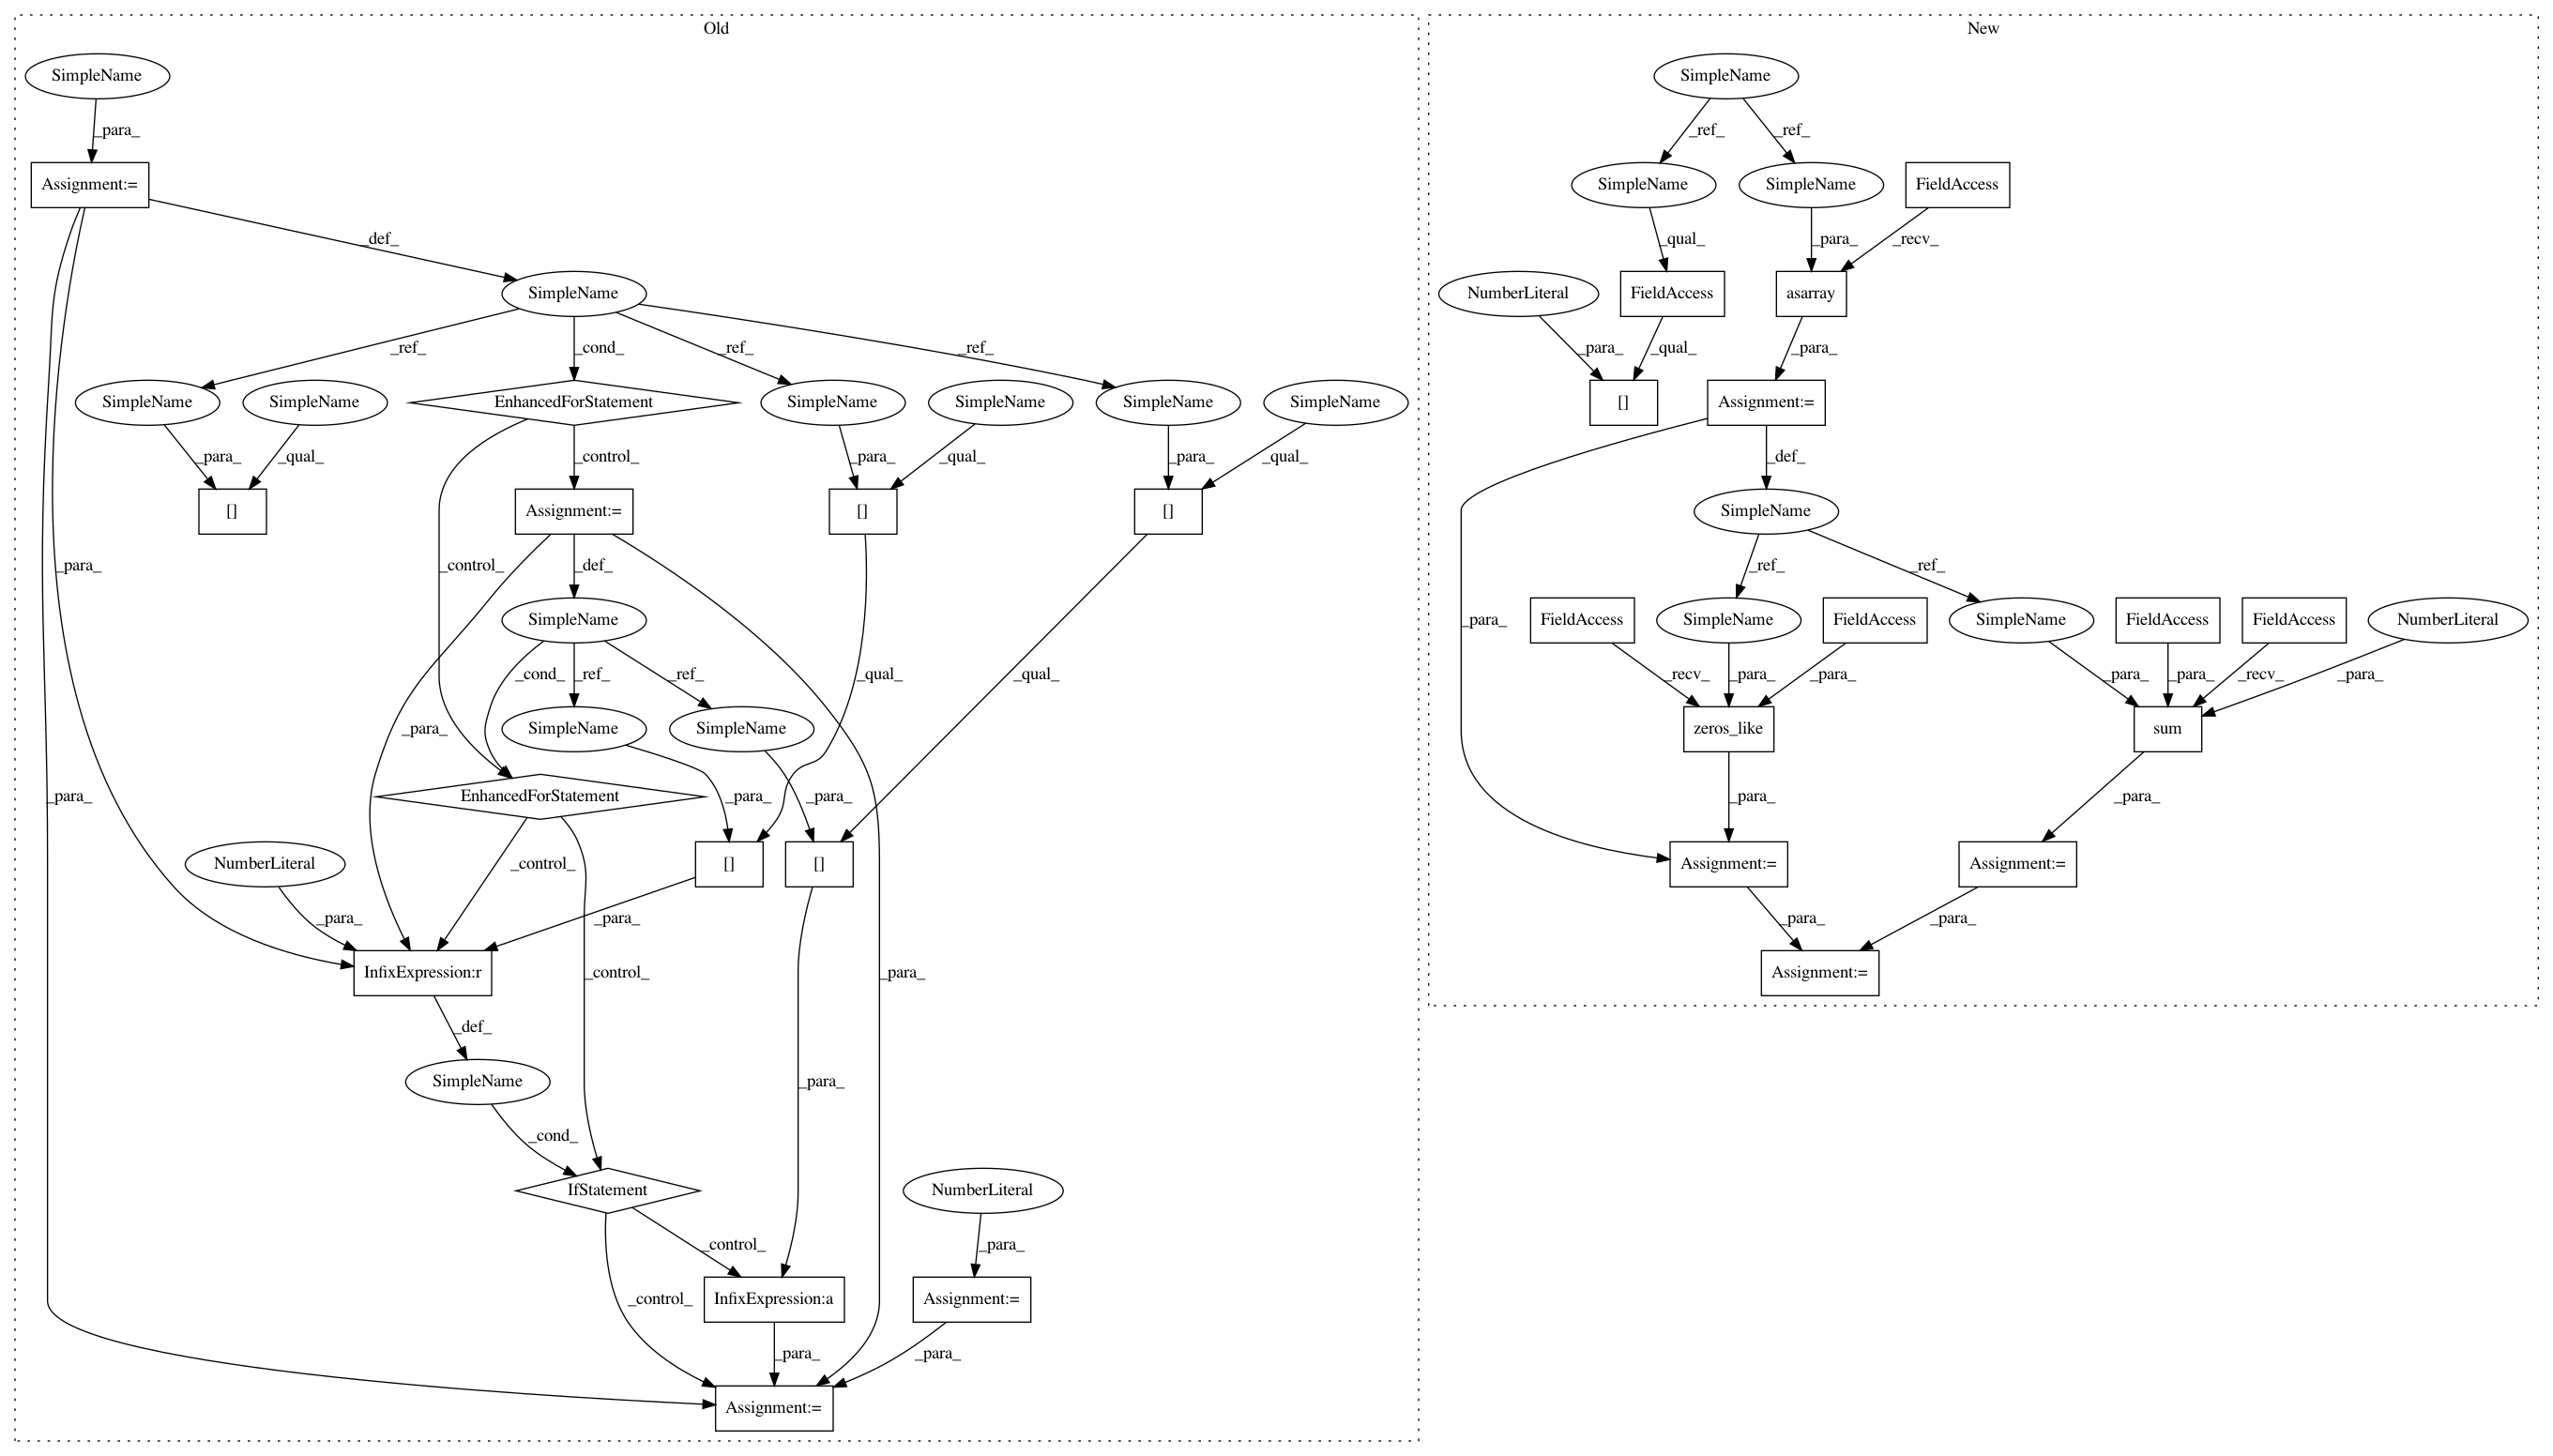 Old
New
SimpleName
SimpleName
_para_
_ref_
_ref_
Assignment:=
SimpleName
SimpleName
FieldAccess
_def_
_qual_
_para_
_recv_
SimpleName
NumberLiteral
FieldAccess
asarray
_ref_
_cond_
_ref_
_ref_
_para_
_qual_
_para_
SimpleName
SimpleName
EnhancedForStatement
SimpleName
SimpleName
SimpleName
SimpleName
[]
Assignment:=
_para_
_qual_
_control_
_para_
_qual_
_para_
_qual_
_def_
[]
Assignment:=
[]
[]
SimpleName
_para_
_control_
_def_
_ref_
_ref_
SimpleName
FieldAccess
SimpleName
FieldAccess
SimpleName
FieldAccess
FieldAccess
NumberLiteral
_para_
_cond_
_ref_
_ref_
_qual_
_qual_
_recv_
_para_
_para_
_para_
_para_
_recv_
_para_
_para_
SimpleName
SimpleName
zeros_like
sum
_para_
EnhancedForStatement
_para_
_para_
_para_
_para_
NumberLiteral
_control_
[]
[]
Assignment:=
Assignment:=
_para_
_para_
_para_
_para_
InfixExpression:r
_control_
_para_
Assignment:=
_def_
SimpleName
_para_
_cond_
IfStatement
NumberLiteral
_control_
_para_
_control_
InfixExpression:a
Assignment:=
_para_
_para_
Assignment:=